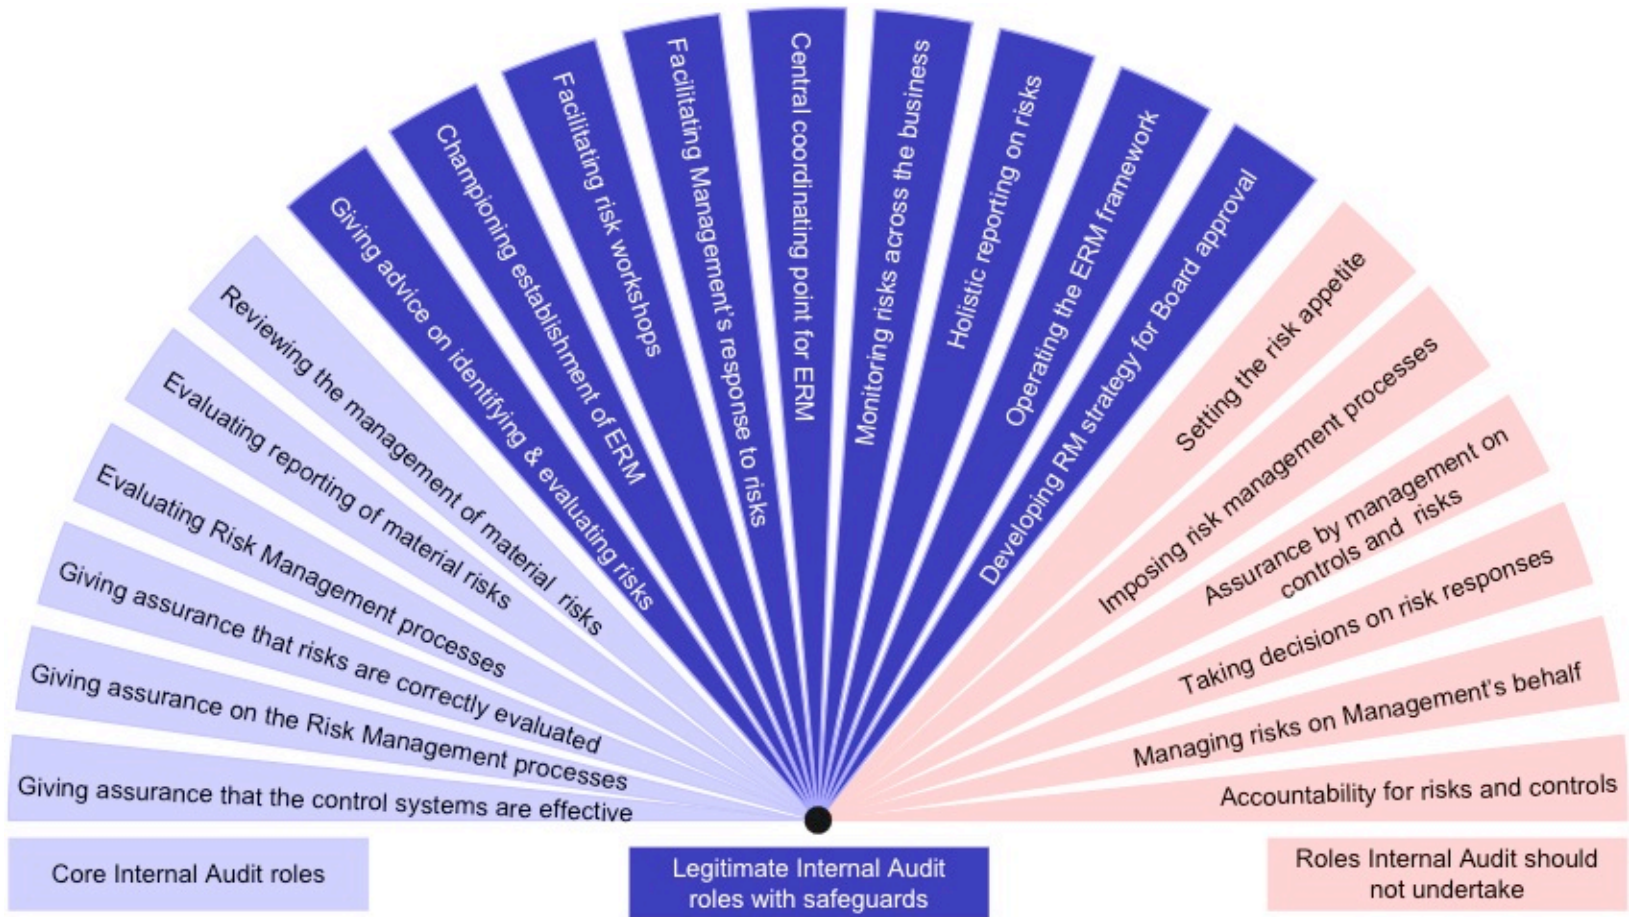 Giving assurance that the control systems are effective
Giving assurance on the Risk Management processes
Giving assurance that risks are correctly evaluated
Evaluating Risk Management processes
Evaluating reporting of material risks
Reviewing the management of material risks
Giving advice on identifying & evaluating risks
Championing establishment of ERM
Facilitating risk workshops
Facilitating Management's response to risks
Central coordinating point for ERM
Monitoring risks across the business
Holistic reporting on risks
Operating the ERM framework
Developing RM strategy for Board approval
Setting the risk appetite
Imposing risk management processes
Assurance by management on
controls and risks
Taking decisions on risk responses
Managing risks on Management's behalf
Accountability for risks and controls
Core Internal Audit roles
Legitimate Internal Audit
roles with safeguards
Roles Internal Audit should
not undertake